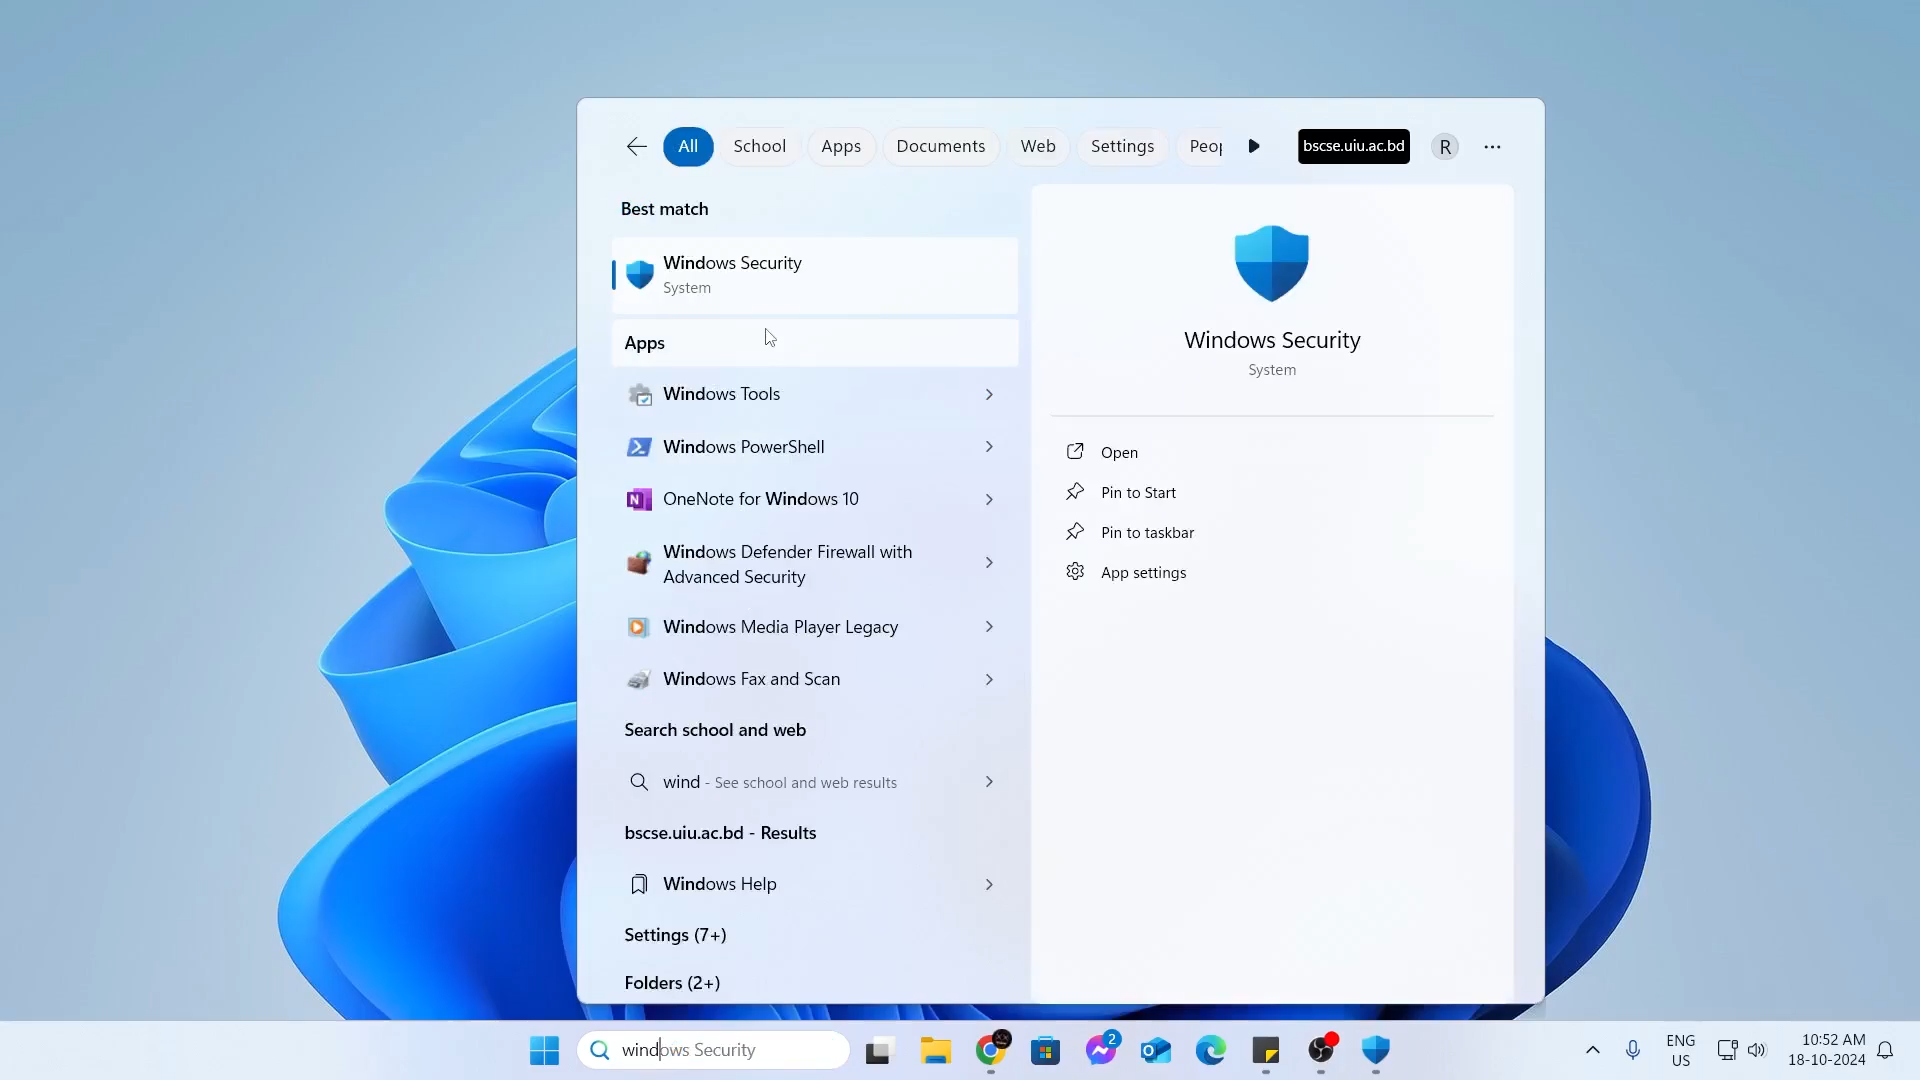 All School Apps Documents Web Settings Peop bscse.uiu.ac.bd R
Best match
Windows Security
System
Apps
Windows Tools
Windows PowerShell
OneNote for Windows 10
Windows Defender Firewall with
Advanced Security
Windows Media Player Legacy
Windows Fax and Scan
Search school and web
wind - See school and web results
bscse.uiu.ac.bd - Results
Windows Help
Settings (7+)
Folders (2+)
Windows Security
System
Open
Pin to Start
Pin to taskbar
App settings
windows Security
2
ENG
US
10:52 AM
18-10-2024